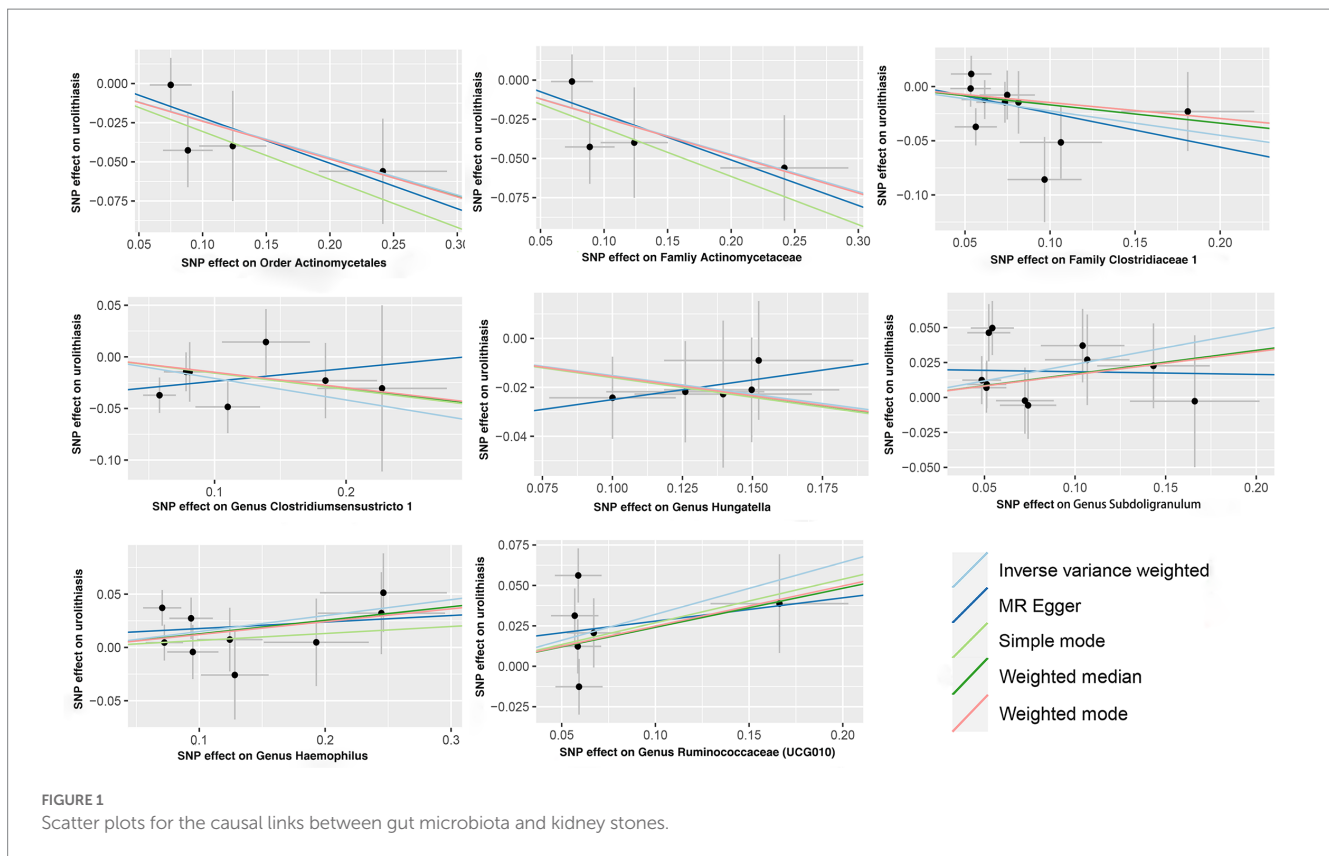 SNP effect on urolithiasis
0.000
−0.025
−0.050
−0.075
0.05 0.10 0.15 0.20 0.25 0.30
SNP effect on Order Actinomycetales
SNP effect on urolithiasis
0.000
−0.025
−0.050
−0.075
0.05 0.10 0.15 0.20 0.25 0.30
SNP effect on Famliy Actinomycetaceae
SNP effect on urolithiasis
0.00
−0.05
−0.10
0.05 0.10 0.15 0.20
SNP effect on Family Clostridiaceae 1
SNP effect on urolithiasis
0.05
0.00
−0.05
−0.10
0.1 0.2
SNP effect on Genus Clostridiumsensustricto 1
SNP effect on urolithiasis
0.00
−0.02
−0.04
0.075 0.100 0.125 0.150 0.175
SNP effect on Genus Hungatella
SNP effect on urolithiasis
0.050
0.025
0.000
−0.025
−0.050
0.05 0.10 0.15 0.20
SNP effect on Genus Subdoligranulum
SNP effect on urolithiasis
0.05
0.00
−0.05
0.1 0.2 0.3
SNP effect on Genus Haemophilus
SNP effect on urolithiasis
0.075
0.050
0.025
0.000
−0.025
0.05 0.10 0.15 0.20
SNP effect on Genus Ruminococcaceae (UCG010)
Inverse variance weighted
MR Egger
Simple mode
Weighted median
Weighted mode
FIGURE 1
Scatter plots for the causal links between gut microbiota and kidney stones.